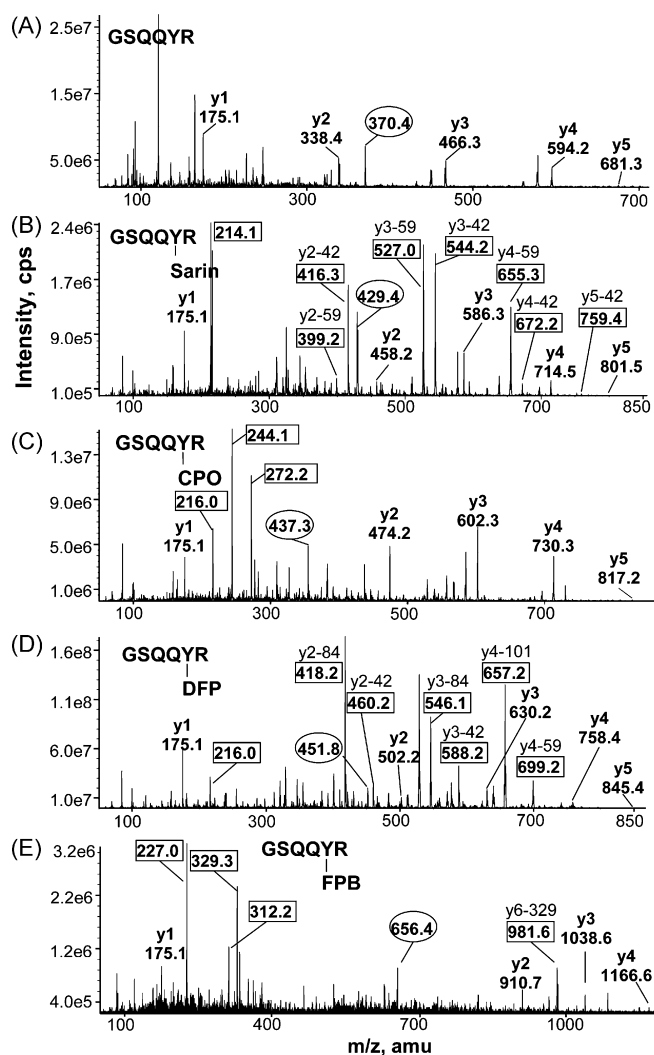 (A)
GSQQYR
2.5e7
1.5e7
5.0e6
y1
175.1
y2
338.4
370.4
y3
466.3
y4
594.2
y5
681.3
100 300 500 700
(B)
GSQQYR
Sarin
2.4e6
1.7e6
9.0e5
1.0e5
y1
175.1
214.1
y2-59
399.2
y2-42
416.3
429.4
y2
458.2
y3-59
527.0
y3-42
544.2
y3
586.3
y4-59
655.3
y4-42
672.2
y4
714.5
y5-42
759.4
y5
801.5
100 300 500 700 850
Intensity, cps
(C)
GSQQYR
CPO
1.3e7
9.0e6
5.0e6
1.0e6
y1
175.1
216.0
244.1
272.2
437.3
y2
474.2
y3
602.3
y4
730.3
y5
817.2
100 300 500 700
(D)
GSQQYR
DFP
1.6e8
1.1e8
6.0e7
1.0e7
y1
175.1
216.0
451.8
y2-84
418.2
y2-42
460.2
y2
502.2
y3-84
546.1
y3-42
588.2
y3
630.2
y4-101
657.2
y4-59
699.2
y4
758.4
y5
845.4
100 300 500 700 850
(E)
GSQQYR
FPB
3.2e6
2.2e6
1.2e6
4.0e5
y1
175.1
227.0
329.3
312.2
656.4
y2
910.7
y6-329
981.6
y3
1038.6
y4
1166.6
100 400 700 1000
m/z, amu